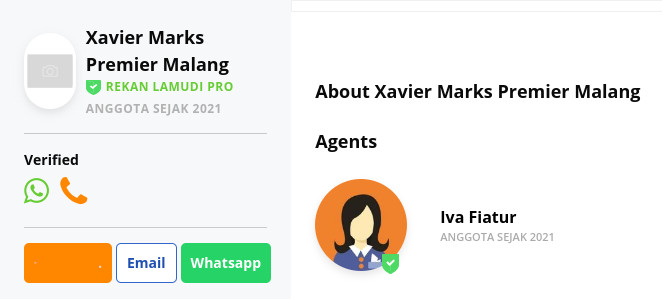 Xavier Marks
Premier Malang
REKAN LAMUDI PRO
ANGGOTA SEJAK 2021
Verified
Email
Whatsapp
About Xavier Marks Premier Malang
Agents
Iva Fiatur
ANGGOTA SEJAK 2021